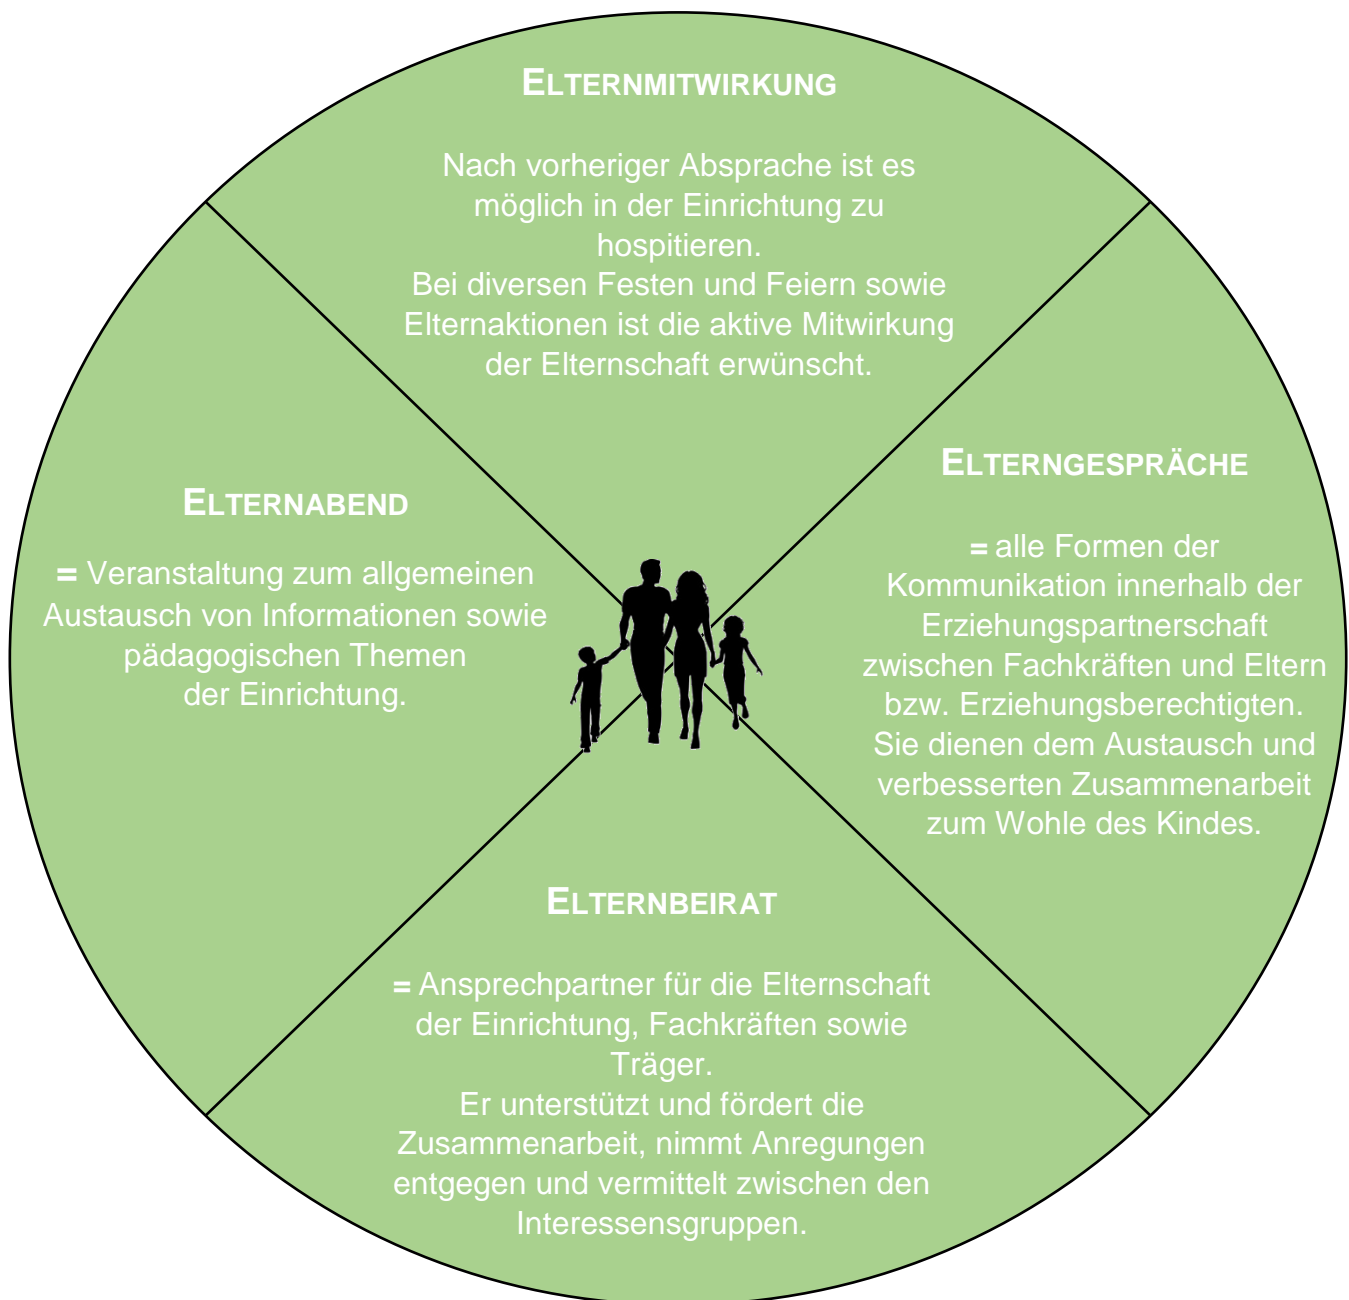 ELTERNMITWIRKUNG
Nach vorheriger Absprache ist es
möglich in der Einrichtung zu
hospitieren.
Bei diversen Festen und Feiern sowie
Elternaktionen ist die aktive Mitwirkung
der Elternschaft erwünscht.
ELTERNABEND
= Veranstaltung zum allgemeinen
Austausch von Informationen sowie
pädagogischen Themen
der Einrichtung.
ELTERNGESPRÄCHE
= alle Formen der
Kommunikation innerhalb der
Erziehungspartnerschaft
zwischen Fachkräften und Eltern
bzw. Erziehungsberechtigten.
Sie dienen dem Austausch und
verbesserten Zusammenarbeit
zum Wohle des Kindes.
ELTERNBEIRAT
= Ansprechpartner für die Elternschaft
der Einrichtung, Fachkräften sowie
Träger.
Er unterstützt und fördert die
Zusammenarbeit, nimmt Anregungen
entgegen und vermittelt zwischen den
Interessensgruppen.